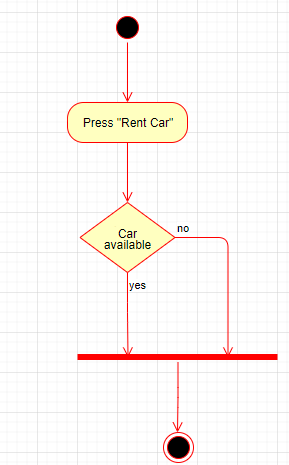 Press "Rent Car"
Car
available
no
yes